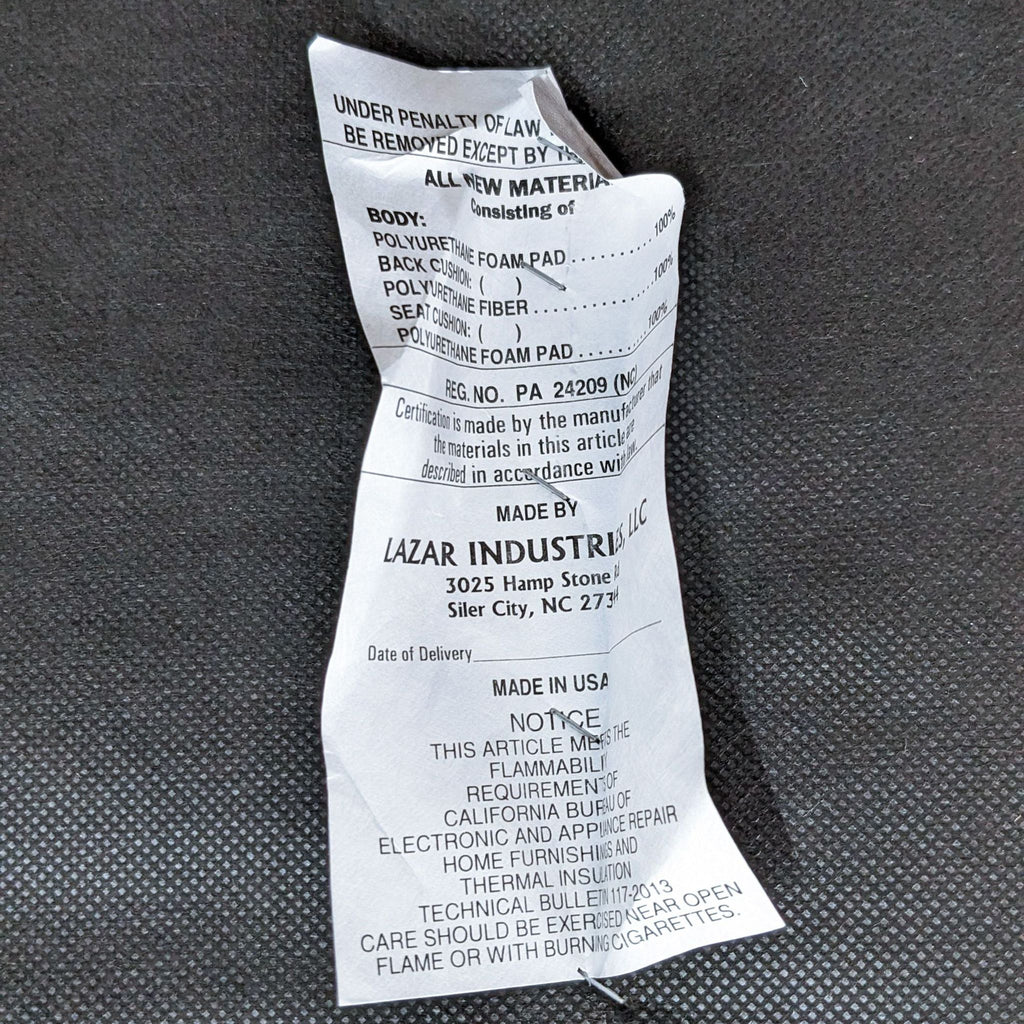 UNDER PENALTY OF LAW
BE REMOVED EXCEPT BY
ALL NEW MATERIA
Consisting of
BODY:
POLYURETHANE FOAM PAD .......... 100%
BACK CUSHION: ( )
POLYURETHANE FIBER .............. 100%
SEAT CUSHION: ( )
POLYURETHANE FOAM PAD ......... 100%
REG. NO. PA 24209 (NC)
Certification is made by the manufacturer that
the materials in this article are
described in accordance with law.
MADE BY
LAZAR INDUSTRIES, LLC
3025 Hamp Stone Rd
Siler City, NC 273
Date of Delivery
MADE IN USA
NOTICE
THIS ARTICLE MEETS THE
FLAMMABILI
REQUIREMENTS OF
CALIFORNIA BUREAU OF
ELECTRONIC AND APPLIANCE REPAIR
HOME FURNISHINGS AND
THERMAL INSULATION
TECHNICAL BULLETIN 117-2013
CARE SHOULD BE EXERCISED NEAR OPEN
FLAME OR WITH BURNING CIGARETTES.